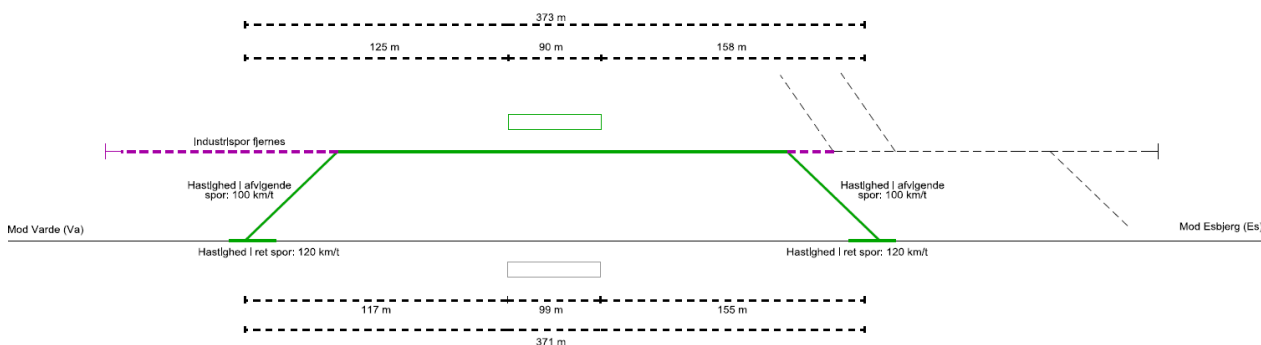 373 m
125 m
90 m
158 m
Industrispor fjernes
Hastighed i afvigende
spor: 100 km/t
Hastighed i afvigende
spor: 100 km/t
Mod Varde (Va)
Mod Esbjerg (Es)
Hastighed i ret spor: 120 km/t
Hastighed i ret spor: 120 km/t
117 m
99 m
155 m
371 m